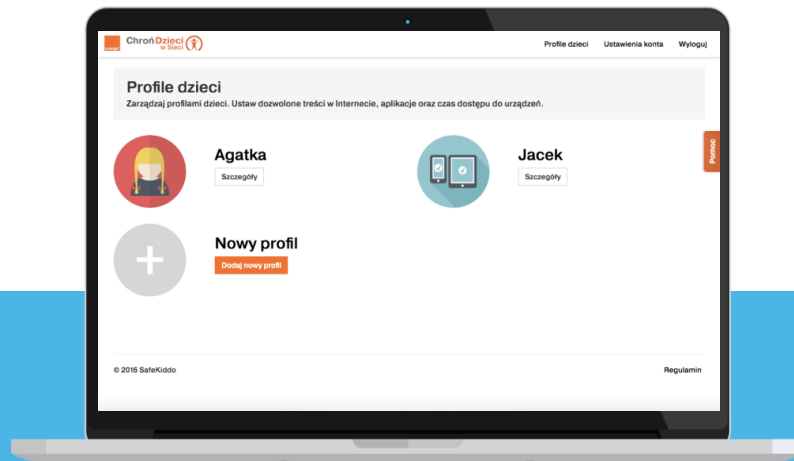 orange
Chroń Dzieci
w Sieci
Profile dzieci
Ustawienia konta
Wyloguj
Profile dzieci
Zarządzaj profilami dzieci. Ustaw dozwolone treści w Internecie, aplikacje oraz czas dostępu do urządzeń.
Pomoc
Agatka
Szczegóły
Jacek
Szczegóły
Nowy profil
Dodaj nowy profil
© 2016 SafeKiddo
Regulamin